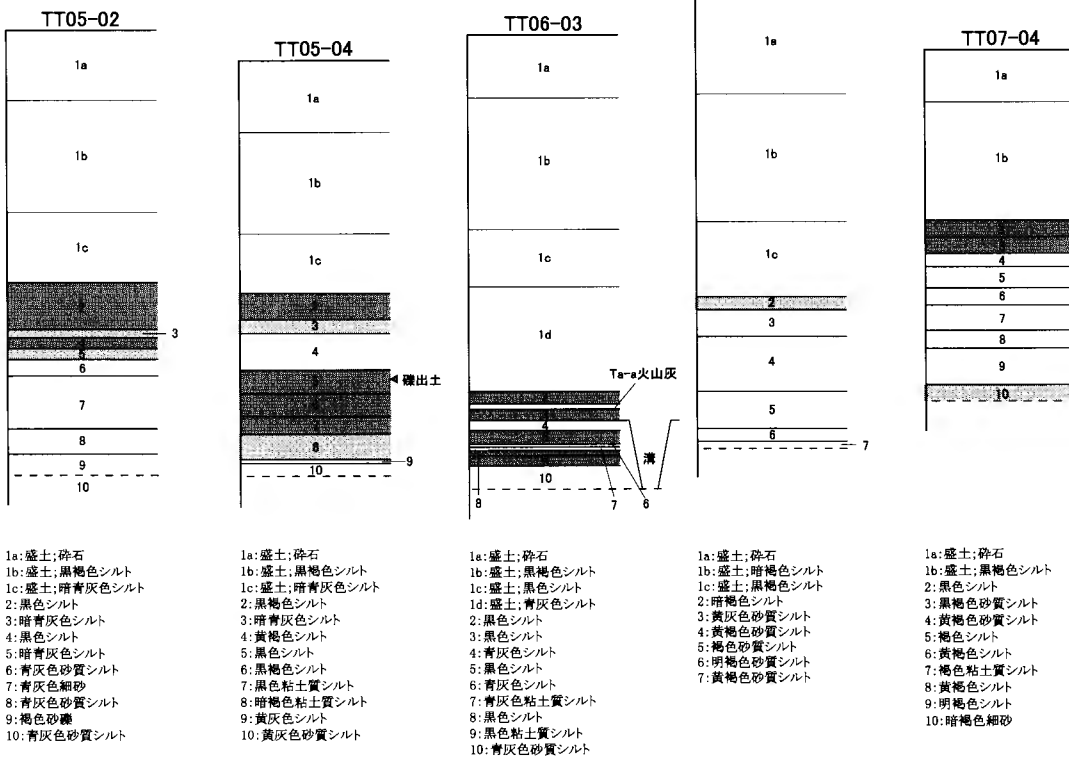 TT05-02
1a
1b
1c
2
3
5
6
7
8
9
10
1a:盛土;砕石
1b:盛土;黒褐色シルト
1c:盛土;暗青灰色シルト
2:黒色シルト
3:暗青灰色シルト
4:黒色シルト
5:暗青灰色シルト
6:青灰色砂質シルト
7:青灰色細砂
8:青灰色砂質シルト
9:褐色砂礫
10:青灰色砂質シルト
TT05-04
1a
1b
1c
3
4
礫出土
8
9
10
1a:盛土;砕石
1b:盛土;黒褐色シルト
1c:盛土;暗青灰色シルト
2:黒褐色シルト
3:暗青灰色シルト
4:黄褐色シルト
5:黒色シルト
6:黒褐色シルト
7:黒色粘土質シルト
8:暗褐色粘土質シルト
9:黄灰色シルト
10:黄灰色砂質シルト
TT06-03
1a
1b
1c
1d
Ta-a火山灰
4
溝
10
8
7
6
1a:盛土;砕石
1b:盛土;黒褐色シルト
1c:盛土;黒色シルト
1d:盛土;青灰色シルト
2:黒色シルト
3:黒色シルト
4:青灰色シルト
5:黒色シルト
6:青灰色シルト
7:青灰色粘土質シルト
8:黒色シルト
9:黒色粘土質シルト
10:青灰色砂質シルト
1a
1b
1c
2
3
4
5
6
7
1a:盛土;砕石
1b:盛土;暗褐色シルト
1c:盛土;黒褐色シルト
2:暗褐色シルト
3:黄灰色砂質シルト
4:黄褐色砂質シルト
5:褐色砂質シルト
6:明褐色砂質シルト
7:黄褐色砂質シルト
TT07-04
1a
1b
4
5
6
7
8
9
10
1a:盛土;砕石
1b:盛土;黒褐色シルト
2:黒色シルト
3:黒褐色砂質シルト
4:黄褐色砂質シルト
5:褐色シルト
6:黄褐色シルト
7:褐色粘土質シルト
8:黄褐色シルト
9:明褐色シルト
10:暗褐色細砂